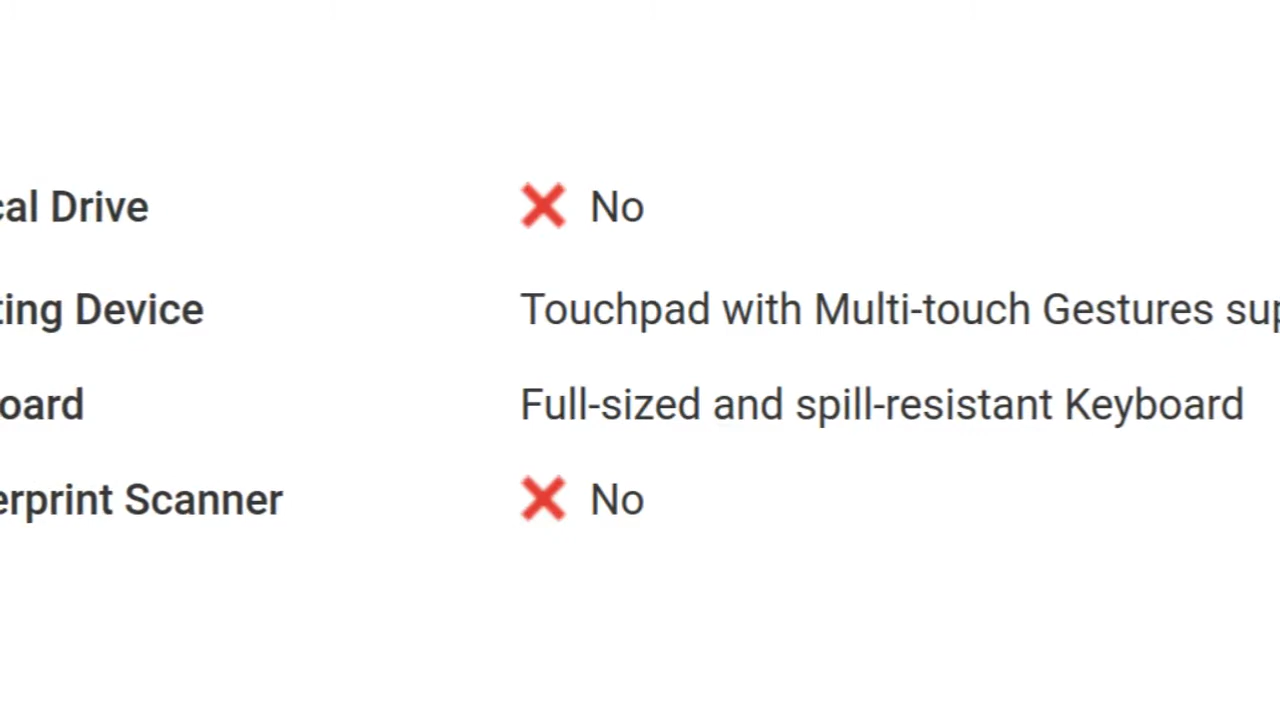 cal Drive ❌ No
ting Device Touchpad with Multi-touch Gestures sup
oard Full-sized and spill-resistant Keyboard
erprint Scanner ❌ No